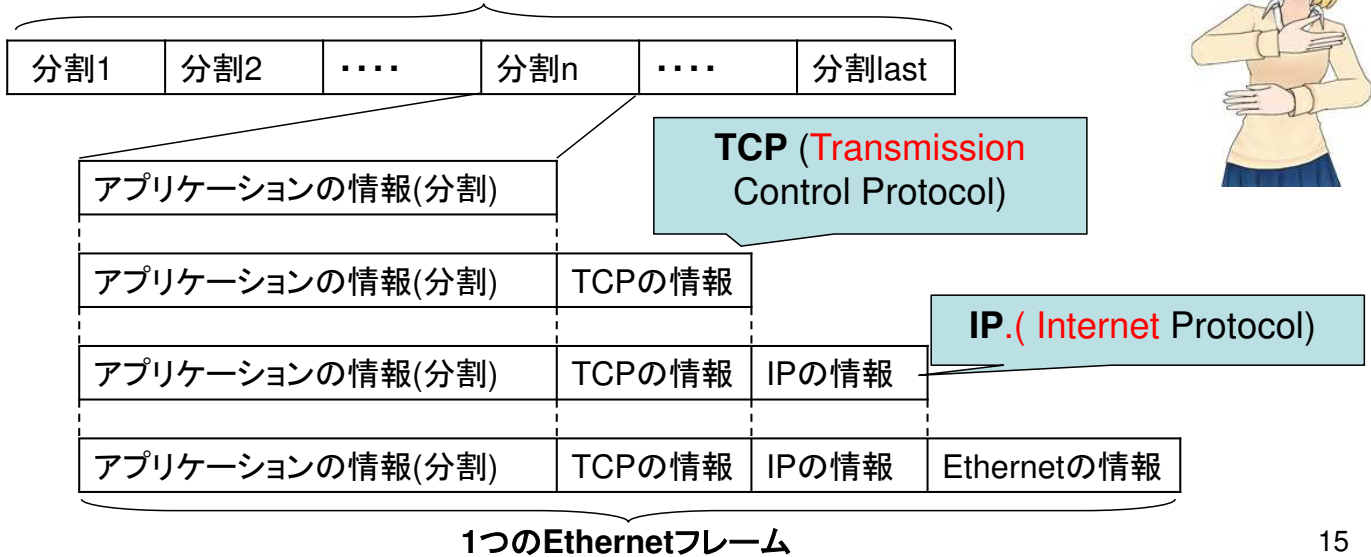 分割1 分割2 ・・・・ 分割n ・・・・ 分割last
TCP (Transmission
Control Protocol)
アプリケーションの情報(分割)
アプリケーションの情報(分割) TCPの情報
IP.( Internet Protocol)
アプリケーションの情報(分割) TCPの情報 IPの情報
アプリケーションの情報(分割) TCPの情報 IPの情報 Ethernetの情報
1つのEthernetフレーム
15